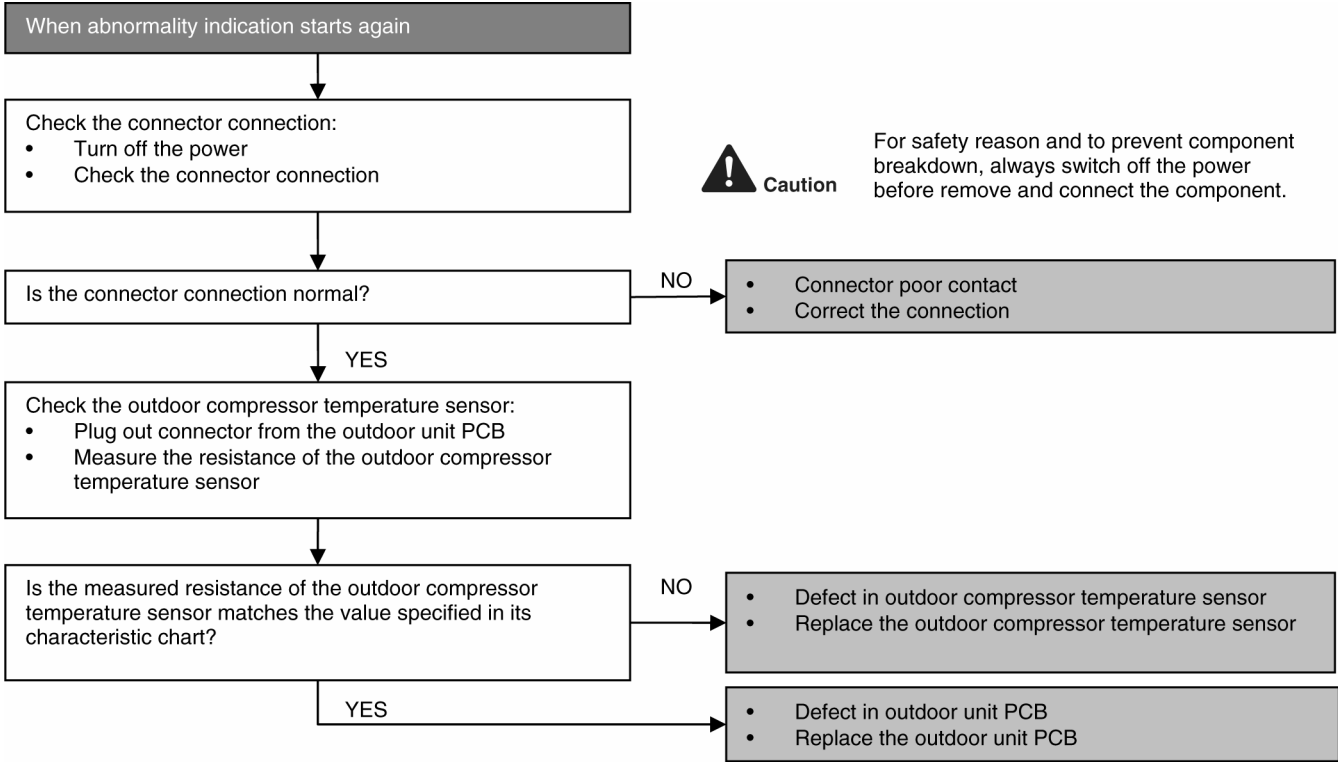 When abnormality indication starts again
Check the connector connection:
• Turn off the power
• Check the connector connection
Caution
For safety reason and to prevent component
breakdown, always switch off the power
before remove and connect the component.
Is the connector connection normal?
NO
• Connector poor contact
• Correct the connection
YES
Check the outdoor compressor temperature sensor:
• Plug out connector from the outdoor unit PCB
• Measure the resistance of the outdoor compressor
temperature sensor
Is the measured resistance of the outdoor compressor
temperature sensor matches the value specified in its
characteristic chart?
NO
• Defect in outdoor compressor temperature sensor
• Replace the outdoor compressor temperature sensor
YES
• Defect in outdoor unit PCB
• Replace the outdoor unit PCB